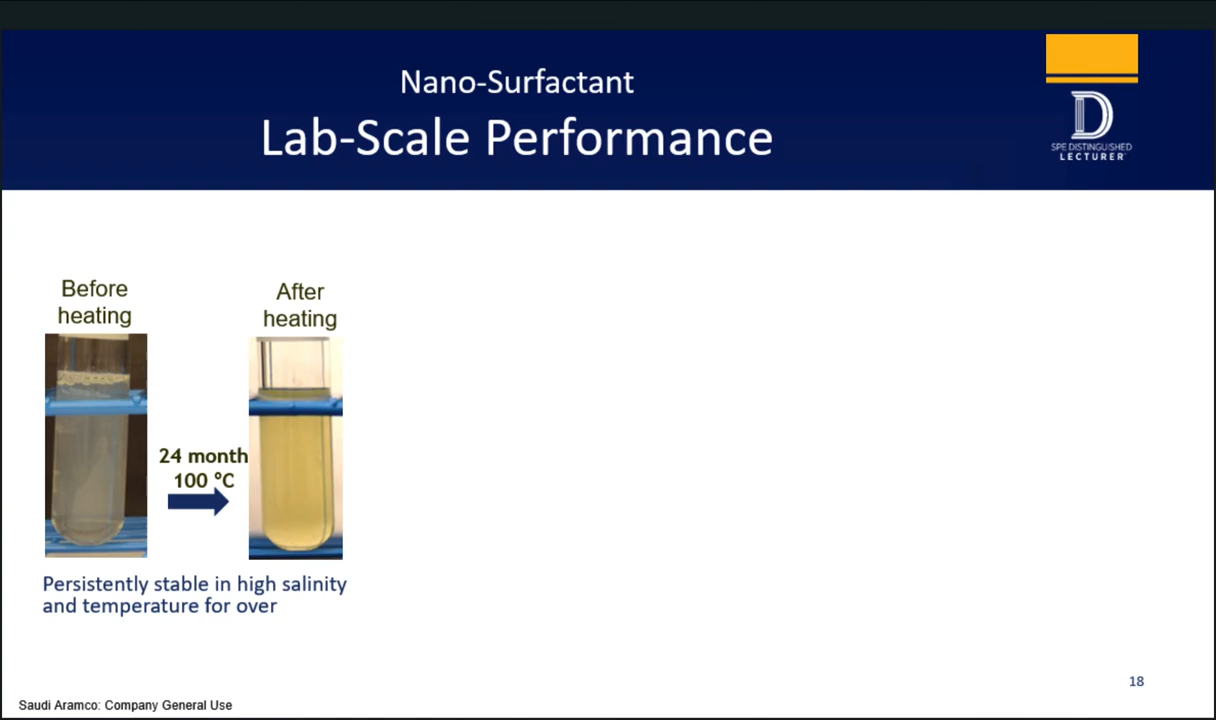 Nano-Surfactant
Lab-Scale Performance
D
SPE DISTINGUISHED
LECTURER
Before
heating
After
heating
24 month
100 °C
Persistently stable in high salinity
and temperature for over
18
Saudi Aramco: Company General Use